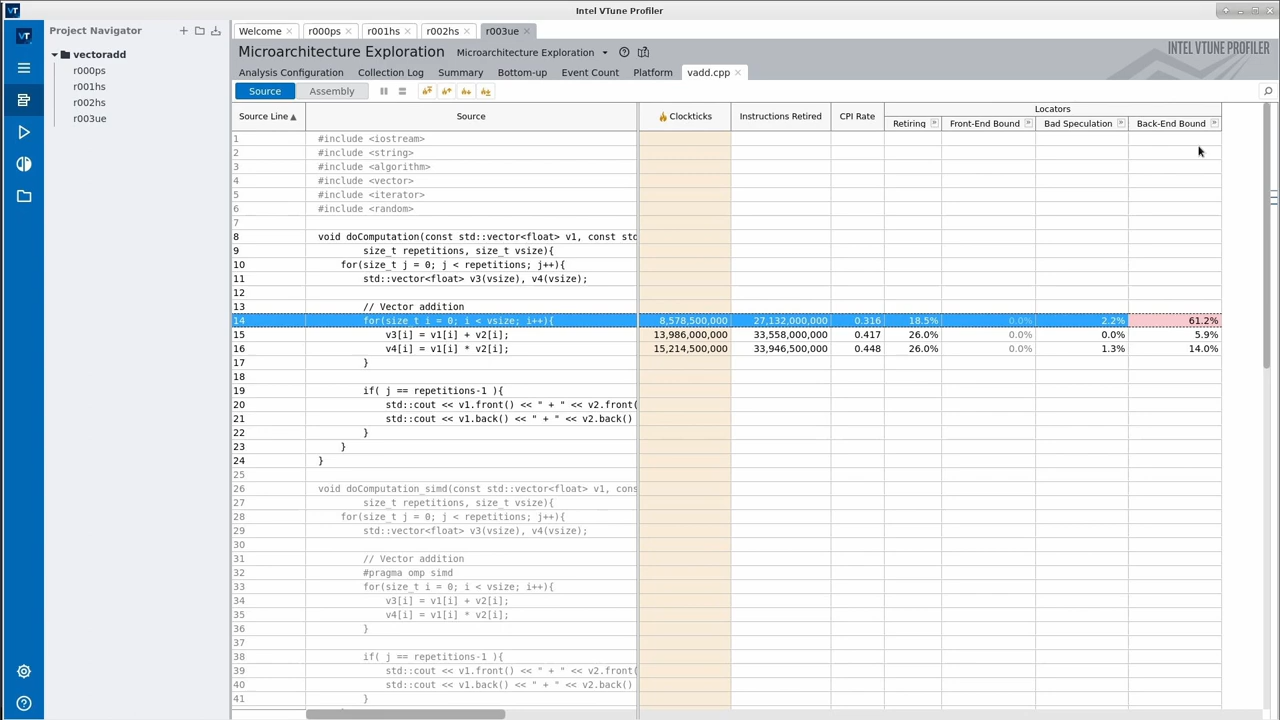 Intel VTune Profiler
VT
Project Navigator
vectoradd
r000ps
r001hs
r002hs
r003ue
Welcome × r000ps × r001hs × r002hs × r003ue ×
Microarchitecture Exploration Microarchitecture Exploration
INTEL VTUNE PROFILER
Analysis Configuration Collection Log Summary Bottom-up Event Count Platform vadd.cpp ×
Source Assembly
Source Line Source Clockticks Instructions Retired CPI Rate Locators
Retiring Front-End Bound Bad Speculation Back-End Bound
1 #include <iostream>
2 #include <string>
3 #include <algorithm>
4 #include <vector>
5 #include <iterator>
6 #include <random>
7
8 void doComputation(const std::vector<float> v1, const std
9 size_t repetitions, size_t vsize){
10 for(size_t j = 0; j < repetitions; j++){
11 std::vector<float> v3(vsize), v4(vsize);
12
13 // Vector addition
14 for(size_t i = 0; i < vsize; i++){ 8,578,500,000 27,132,000,000 0.316 18.5% 0.0% 2.2% 61.2%
15 v3[i] = v1[i] + v2[i]; 13,986,000,000 33,558,000,000 0.417 26.0% 0.0% 0.0% 5.9%
16 v4[i] = v1[i] * v2[i]; 15,214,500,000 33,946,500,000 0.448 26.0% 0.0% 1.3% 14.0%
17 }
18
19 if( j == repetitions-1 ){
20 std::cout << v1.front() << " + " << v2.front(
21 std::cout << v1.back() << " + " << v2.back()
22 }
23 }
24 }
25
26 void doComputation_simd(const std::vector<float> v1, cons
27 size_t repetitions, size_t vsize){
28 for(size_t j = 0; j < repetitions; j++){
29 std::vector<float> v3(vsize), v4(vsize);
30
31 // Vector addition
32 #pragma omp simd
33 for(size_t i = 0; i < vsize; i++){
34 v3[i] = v1[i] + v2[i];
35 v4[i] = v1[i] * v2[i];
36 }
37
38 if( j == repetitions-1 ){
39 std::cout << v1.front() << " + " << v2.front(
40 std::cout << v1.back() << " + " << v2.back()
41 }